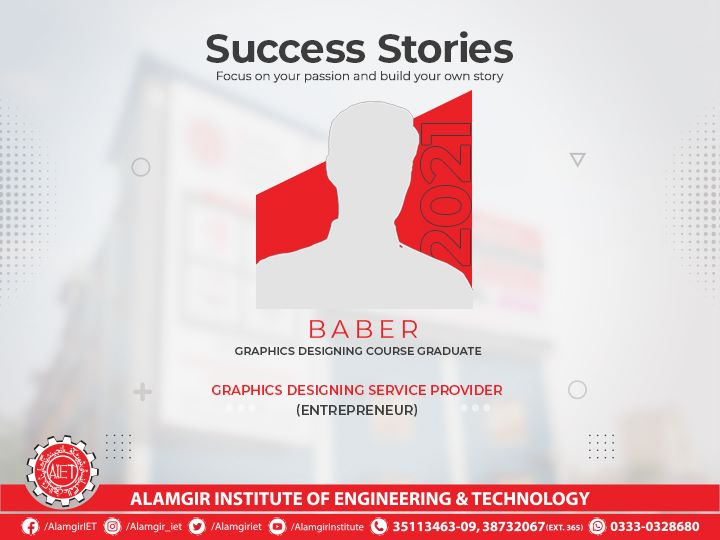 Success Stories
Focus on your passion and build your own story
2021
BABER
GRAPHICS DESIGNING COURSE GRADUATE
GRAPHICS DESIGNING SERVICE PROVIDER
(ENTREPRENEUR)
AIET
ALAMGIR INSTITUTE OF ENGINEERING & TECHNOLOGY
/AlamgirIET /Alamgir_iet /Alamgiriet /AlamgirInstitute 35113463-09, 38732067(EXT. 365) 0333-0328680